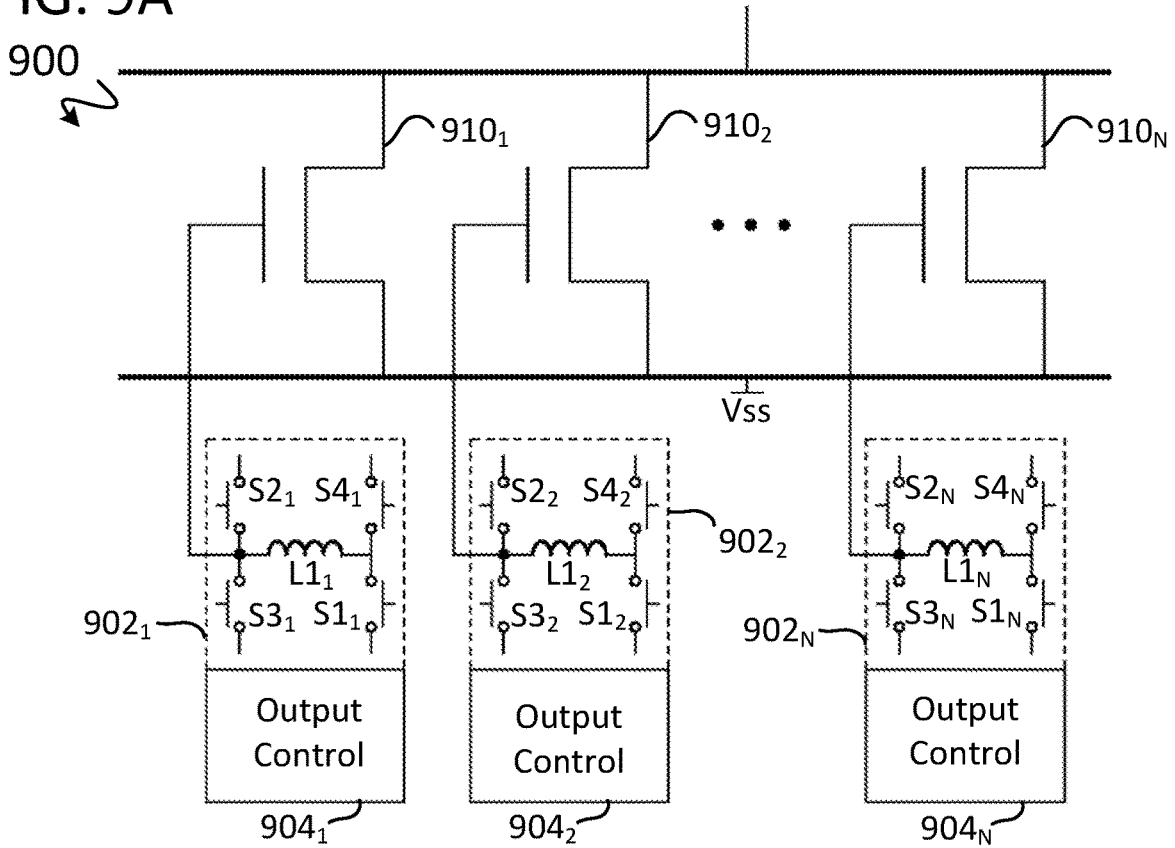 IG. 9A
900
910₁
910₂
910N
Vss
S2₁ S4₁
S2₂ S4₂
S2N S4N
902₂
L1₁
L1₂
L1N
S3₁ S1₁
S3₂ S1₂
S3N S1N
902₁
902N
Output
Control
Output
Control
Output
Control
904₁
904₂
904N